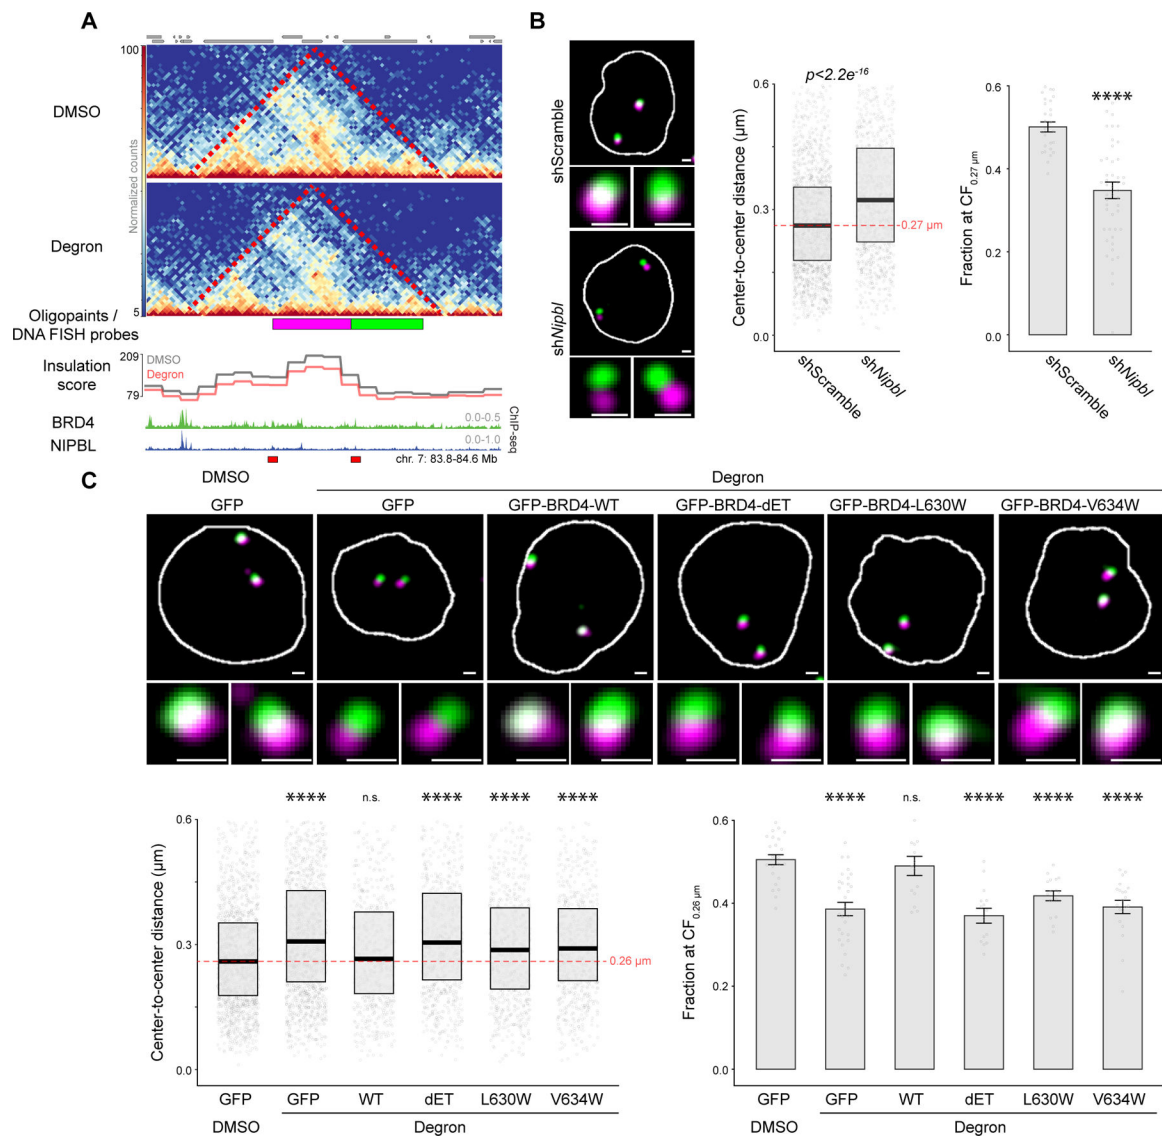 A
100
DMSO
Normalized counts
Degron
5
Oligopaints /
DNA FISH probes
209
DMSO
Insulation
Degron
score
79
BRD4
0.0-0.5
NIPBL
0.0-1.0
ChIP-seq
chr. 7: 83.8-84.6 Mb
B
shScramble
shNipbl
p<2.2e-16
Center-to-center distance (μm)
0.6
0.3
0.0
0.27 μm
shScramble
shNipbl
****
Fraction at CF0.27 μm
0.6
0.4
0.2
0.0
shScramble
shNipbl
C
DMSO
Degron
GFP
GFP
GFP-BRD4-WT
GFP-BRD4-dET
GFP-BRD4-L630W
GFP-BRD4-V634W
**** n.s. **** **** ****
Center-to-center distance (μm)
0.6
0.3
0.0
0.26 μm
GFP GFP WT dET L630W V634W
DMSO Degron
**** n.s. **** **** ****
Fraction at CF0.26 μm
0.6
0.4
0.2
0.0
GFP GFP WT dET L630W V634W
DMSO Degron